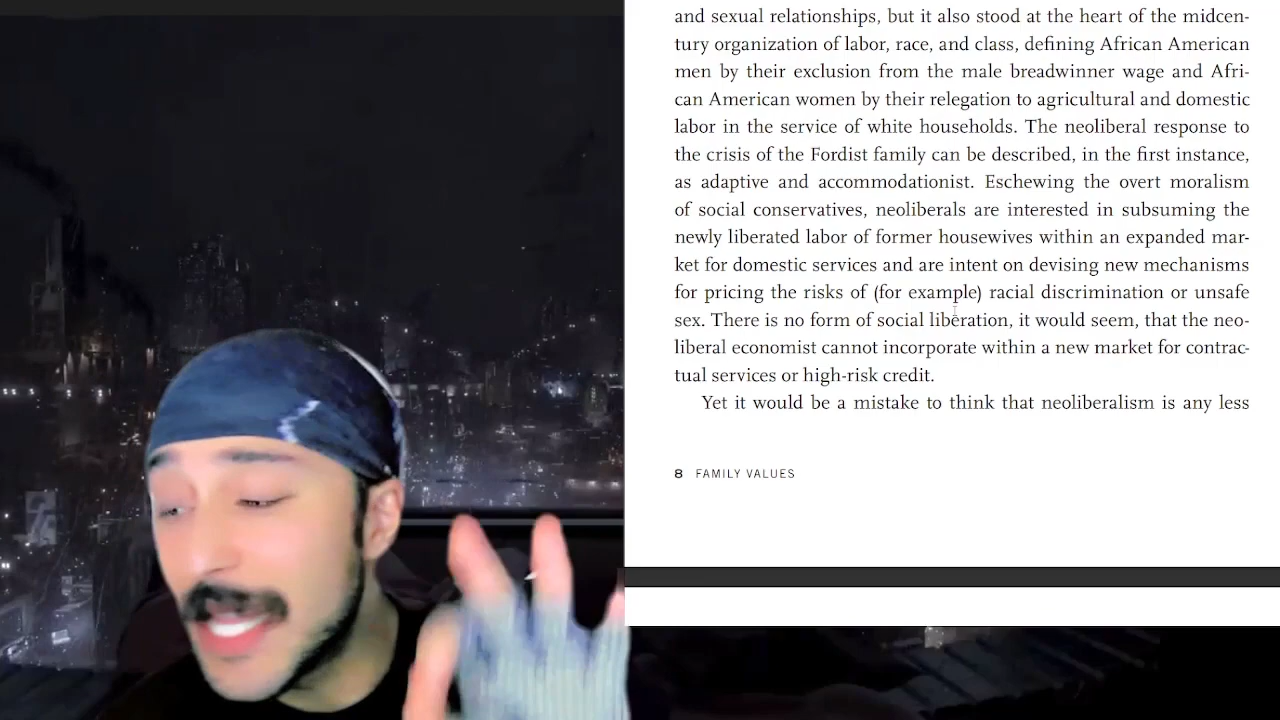 and sexual relationships, but it also stood at the heart of the midcen-
tury organization of labor, race, and class, defining African American
men by their exclusion from the male breadwinner wage and Afri-
can American women by their relegation to agricultural and domestic
labor in the service of white households. The neoliberal response to
the crisis of the Fordist family can be described, in the first instance,
as adaptive and accommodationist. Eschewing the overt moralism
of social conservatives, neoliberals are interested in subsuming the
newly liberated labor of former housewives within an expanded mar-
ket for domestic services and are intent on devising new mechanisms
for pricing the risks of (for example) racial discrimination or unsafe
sex. There is no form of social liberation, it would seem, that the neo-
liberal economist cannot incorporate within a new market for contrac-
tual services or high-risk credit.
Yet it would be a mistake to think that neoliberalism is any less
8 FAMILY VALUES